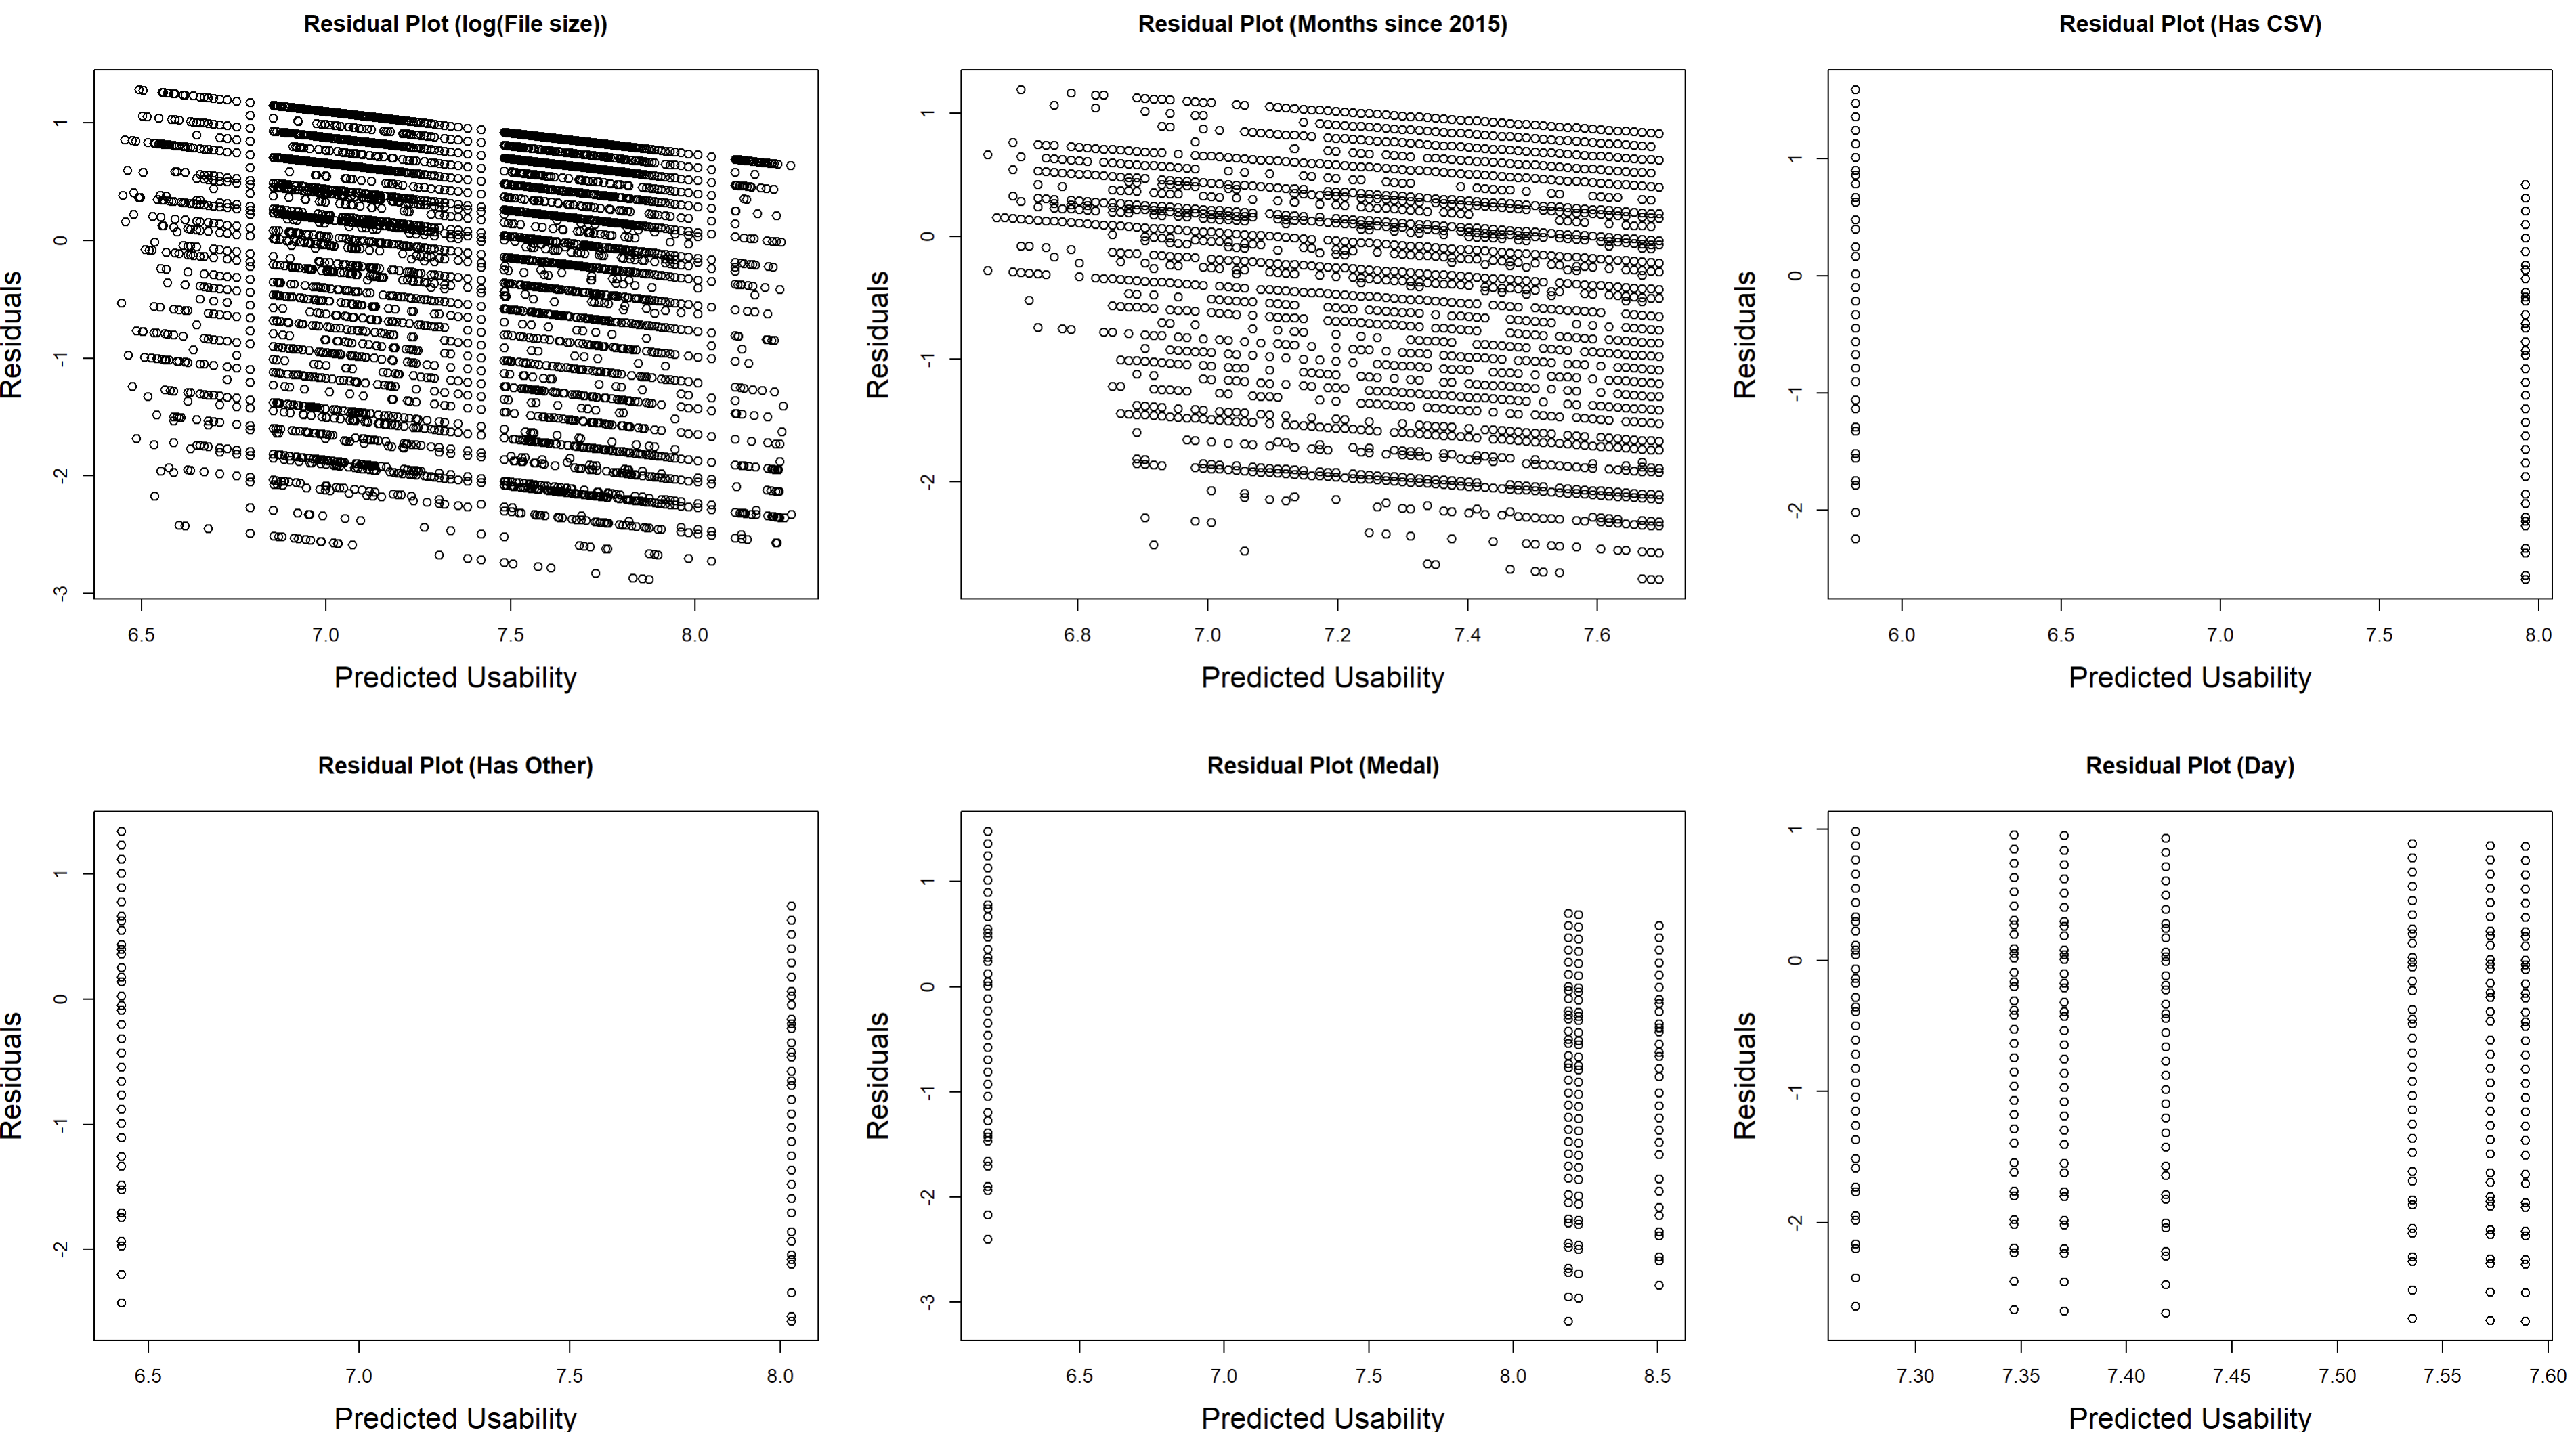 Residual Plot (log(File size))
Residuals
1
0
-1
-2
-3
6.5 7.0 7.5 8.0
Predicted Usability
Residual Plot (Months since 2015)
Residuals
1
0
-1
-2
6.8 7.0 7.2 7.4 7.6
Predicted Usability
Residual Plot (Has CSV)
Residuals
1
0
-1
-2
6.0 6.5 7.0 7.5 8.0
Predicted Usability
Residual Plot (Has Other)
Residuals
1
0
-1
-2
6.5 7.0 7.5 8.0
Predicted Usability
Residual Plot (Medal)
Residuals
1
0
-1
-2
-3
6.5 7.0 7.5 8.0 8.5
Predicted Usability
Residual Plot (Day)
Residuals
1
0
-1
-2
7.30 7.35 7.40 7.45 7.50 7.55 7.60
Predicted Usability